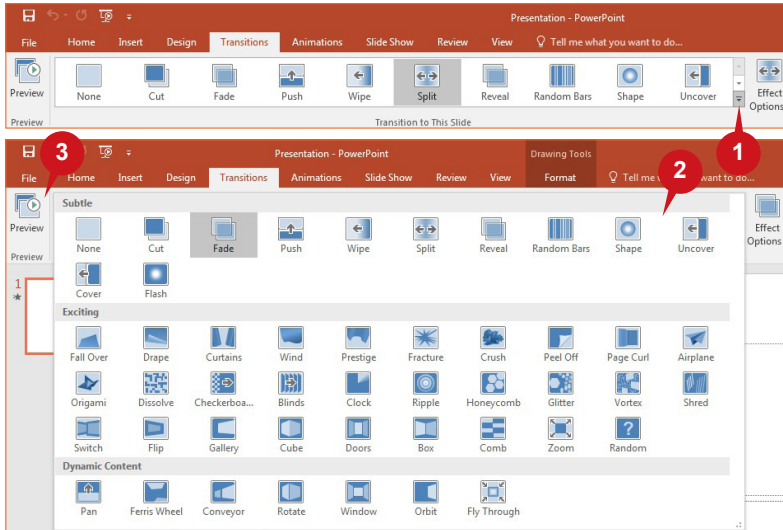 Presentation - PowerPoint
File Home Insert Design Transitions Animations Slide Show Review View Tell me what you want to do...
Preview None Cut Fade Push Wipe Split Reveal Random Bars Shape Uncover Effect Options
Preview Transition to This Slide
1
3 Presentation - PowerPoint Drawing Tools
2
File Home Insert Design Transitions Animations Slide Show Review View Format Tell me want to do...
Subtle
Preview None Cut Fade Push Wipe Split Reveal Random Bars Shape Uncover Effect Options
Preview
Cover Flash
1
Exciting
Fall Over Drape Curtains Wind Prestige Fracture Crush Peel Off Page Curl Airplane
Origami Dissolve Checkerboa... Blinds Clock Ripple Honeycomb Glitter Vortex Shred
Switch Flip Gallery Cube Doors Box Comb Zoom Random
Dynamic Content
Pan Ferris Wheel Conveyor Rotate Window Orbit Fly Through